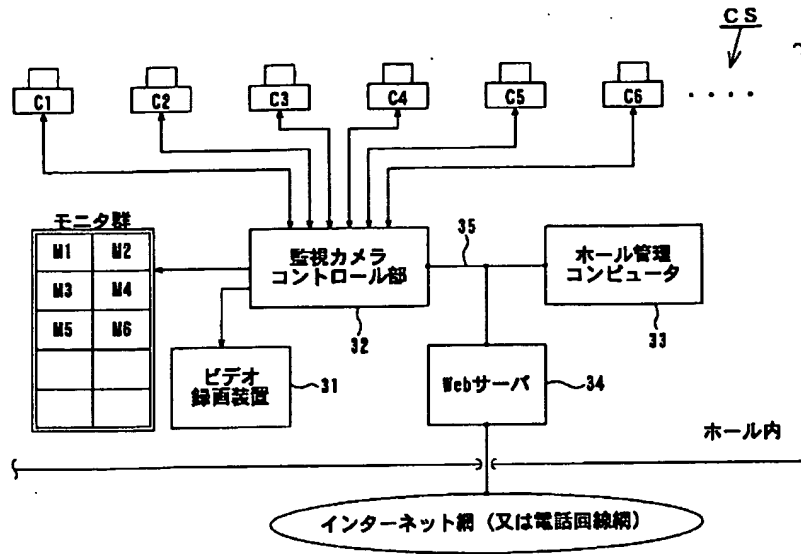 CS
C1 C2 C3 C4 C5 C6 ....
モニタ群
M1 M2
M3 M4
M5 M6
監視カメラ
コントロール部
32
35
ホール管理
コンピュータ
33
ビデオ
録画装置
31
Webサーバ
34
ホール内
インターネット網（又は電話回線網）